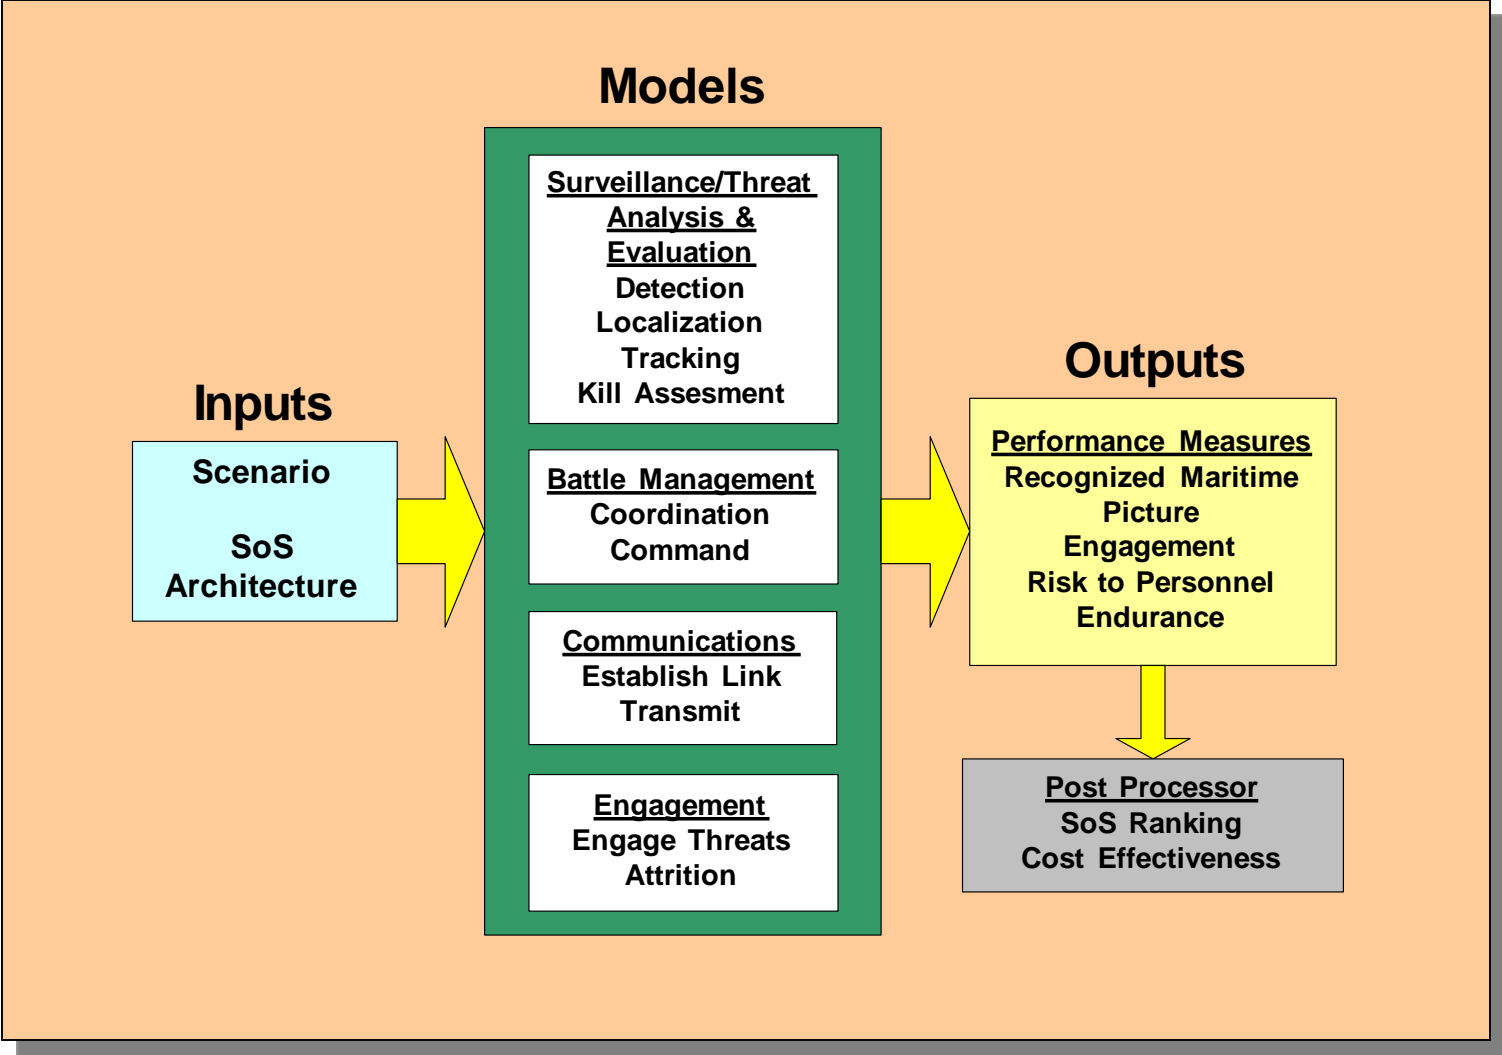 Models
Surveillance/Threat
Analysis &
Evaluation
Detection
Localization
Tracking
Kill Assesment
Battle Management
Coordination
Command
Communications
Establish Link
Transmit
Engagement
Engage Threats
Attrition
Inputs
Scenario
SoS
Architecture
Outputs
Performance Measures
Recognized Maritime
Picture
Engagement
Risk to Personnel
Endurance
Post Processor
SoS Ranking
Cost Effectiveness